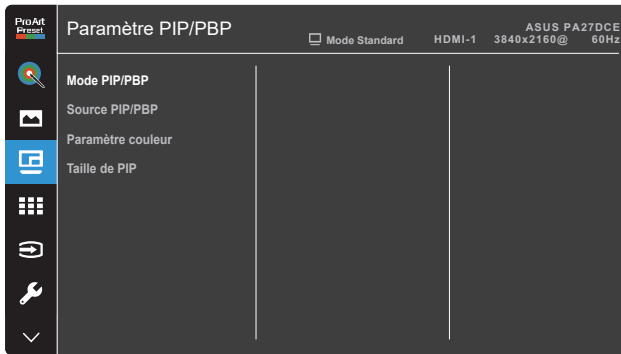 ProArt
Preset
Paramètre PIP/PBP
Mode Standard HDMI-1 ASUS PA27DCE
3840x2160@ 60Hz
Mode PIP/PBP
Source PIP/PBP
Paramètre couleur
Taille de PIP